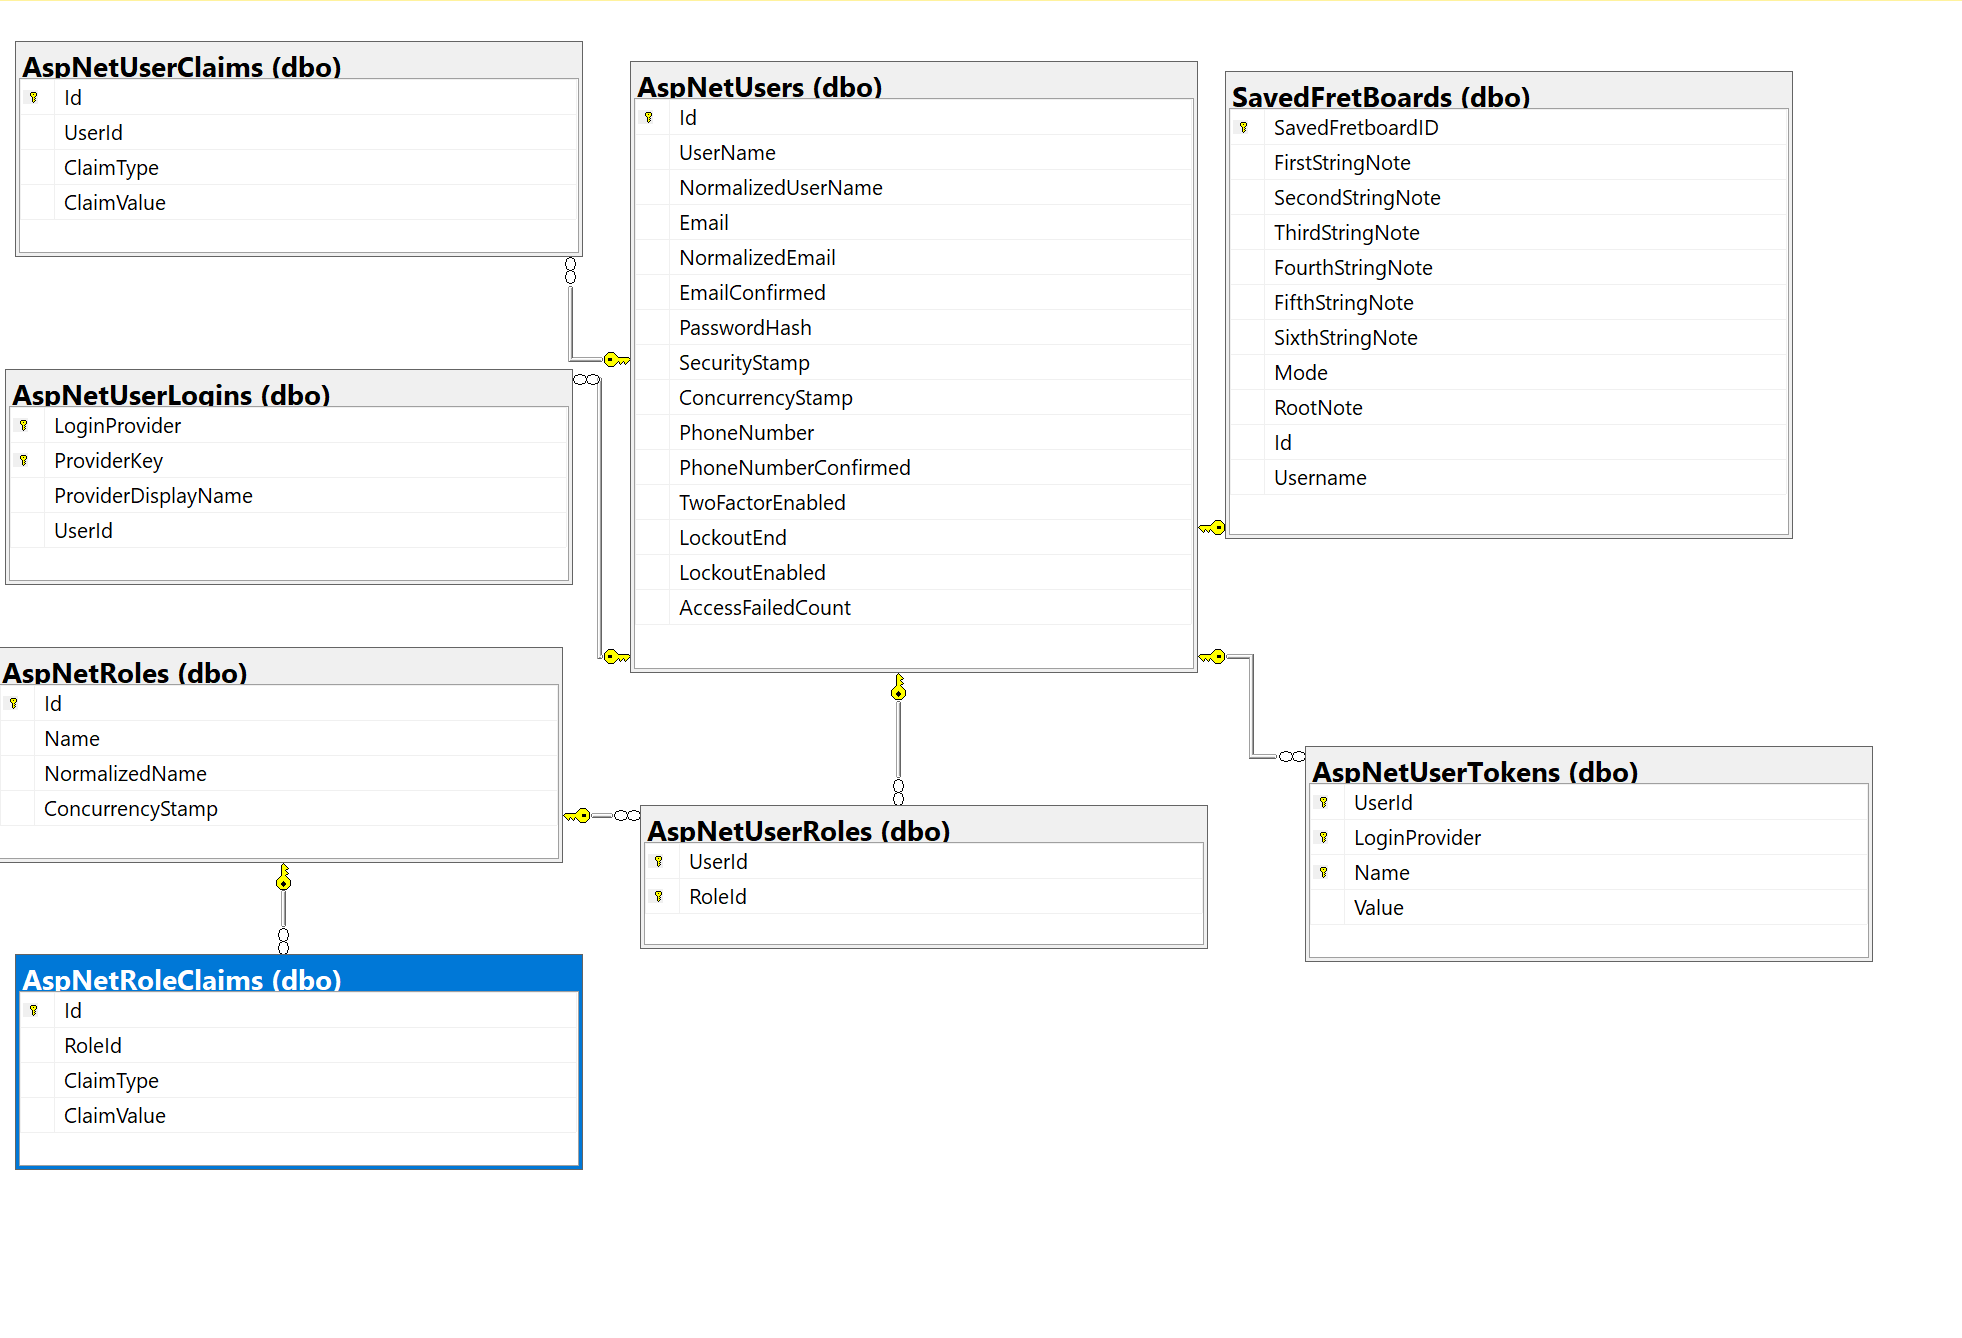 AspNetUserClaims (dbo)
Id
UserId
ClaimType
ClaimValue
AspNetUserLogins (dbo)
LoginProvider
ProviderKey
ProviderDisplayName
UserId
AspNetRoles (dbo)
Id
Name
NormalizedName
ConcurrencyStamp
AspNetRoleClaims (dbo)
Id
RoleId
ClaimType
ClaimValue
AspNetUsers (dbo)
Id
UserName
NormalizedUserName
Email
NormalizedEmail
EmailConfirmed
PasswordHash
SecurityStamp
ConcurrencyStamp
PhoneNumber
PhoneNumberConfirmed
TwoFactorEnabled
LockoutEnd
LockoutEnabled
AccessFailedCount
AspNetUserRoles (dbo)
UserId
RoleId
SavedFretBoards (dbo)
SavedFretboardID
FirstStringNote
SecondStringNote
ThirdStringNote
FourthStringNote
FifthStringNote
SixthStringNote
Mode
RootNote
Id
Username
AspNetUserTokens (dbo)
UserId
LoginProvider
Name
Value